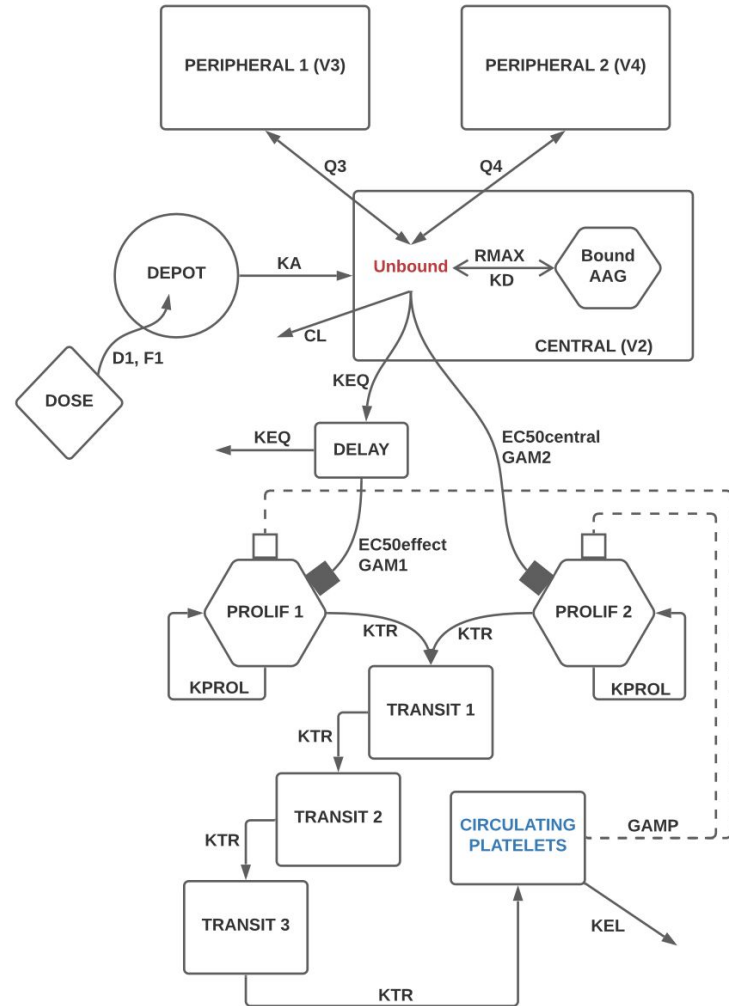 PERIPHERAL 1 (V3)
PERIPHERAL 2 (V4)
Q3
Q4
DEPOT
KA
Unbound
RMAX
KD
Bound
AAG
CL
CENTRAL (V2)
D1, F1
DOSE
KEQ
KEQ
DELAY
EC50central
GAM2
EC50effect
GAM1
PROLIF 1
PROLIF 2
KTR
KTR
KPROL
KPROL
TRANSIT 1
KTR
TRANSIT 2
CIRCULATING
PLATELETS
GAMP
KTR
TRANSIT 3
KEL
KTR